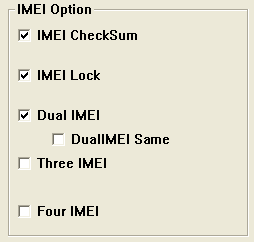 IMEI Option
IMEI CheckSum
IMEI Lock
Dual IMEI
DualIMEI Same
Three IMEI
Four IMEI